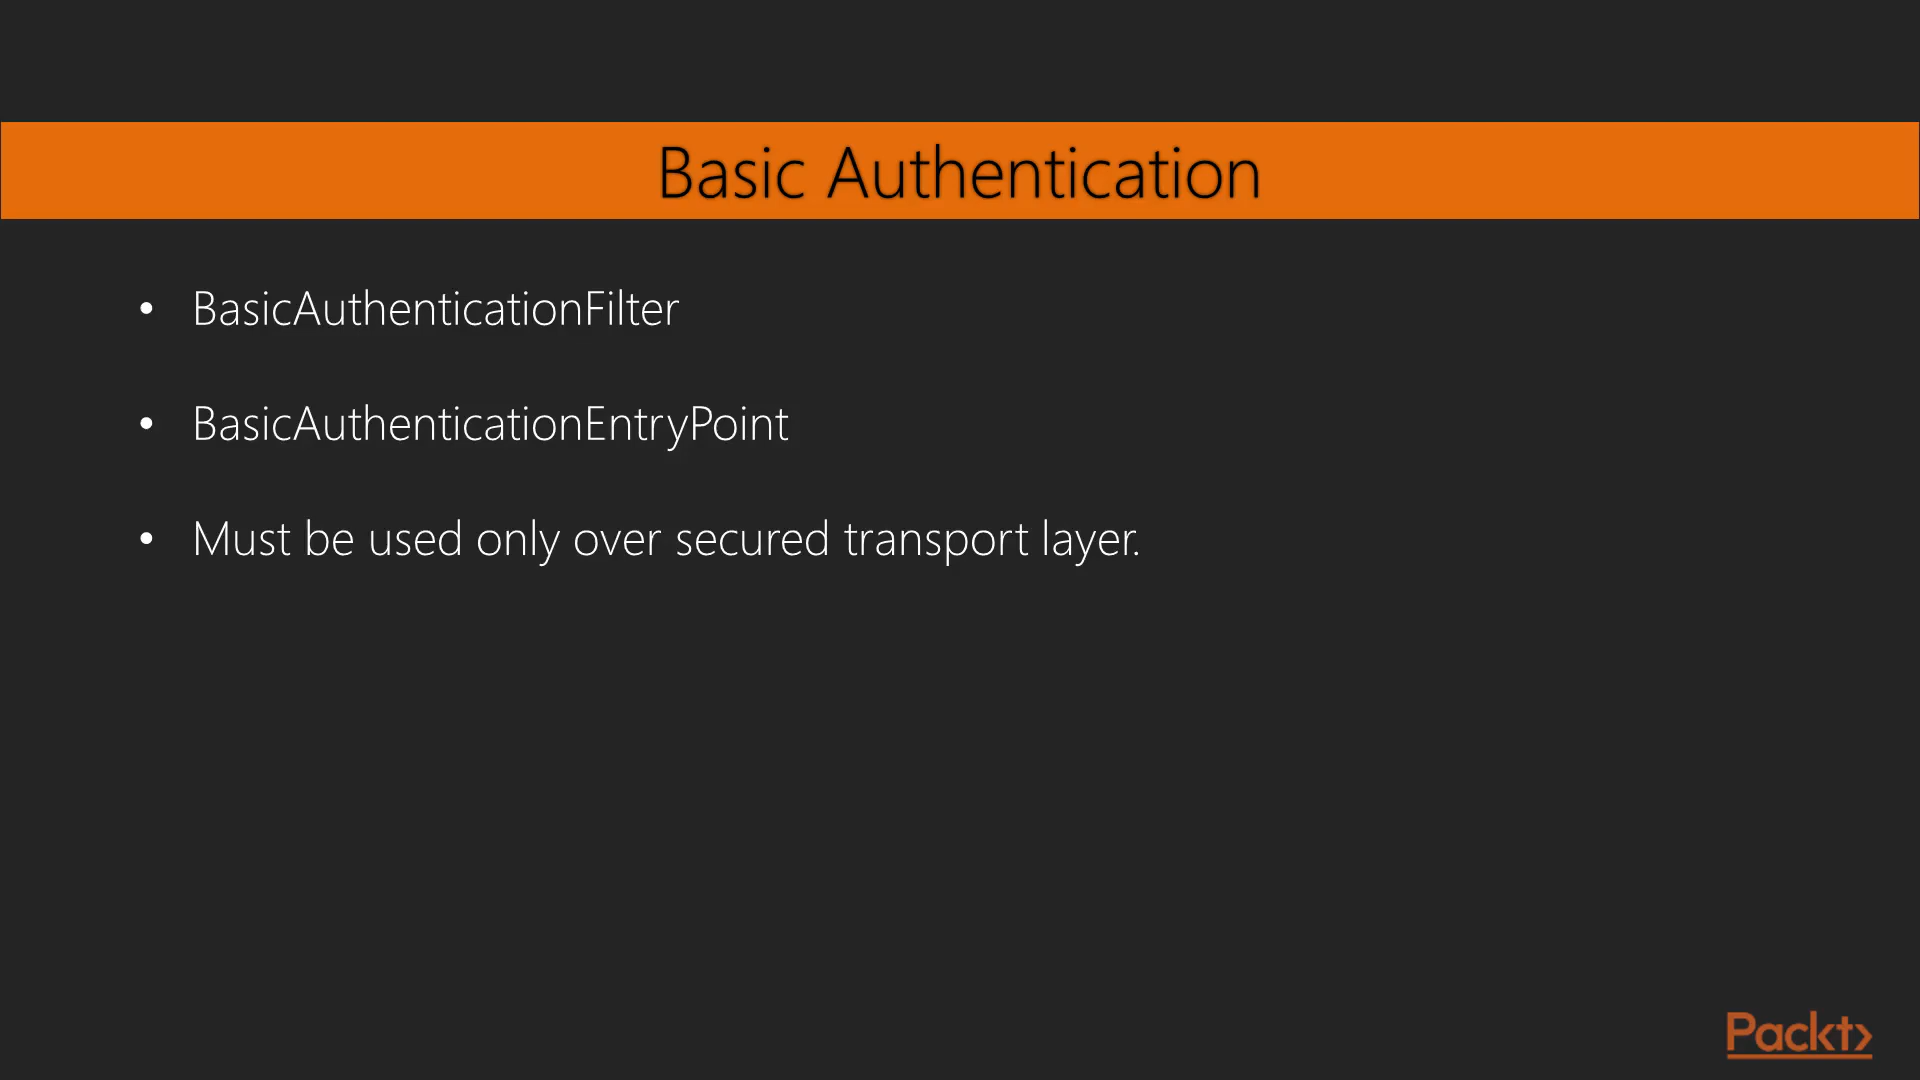 Basic Authentication
• BasicAuthenticationFilter
• BasicAuthenticationEntryPoint
• Must be used only over secured transport layer.
Packt>